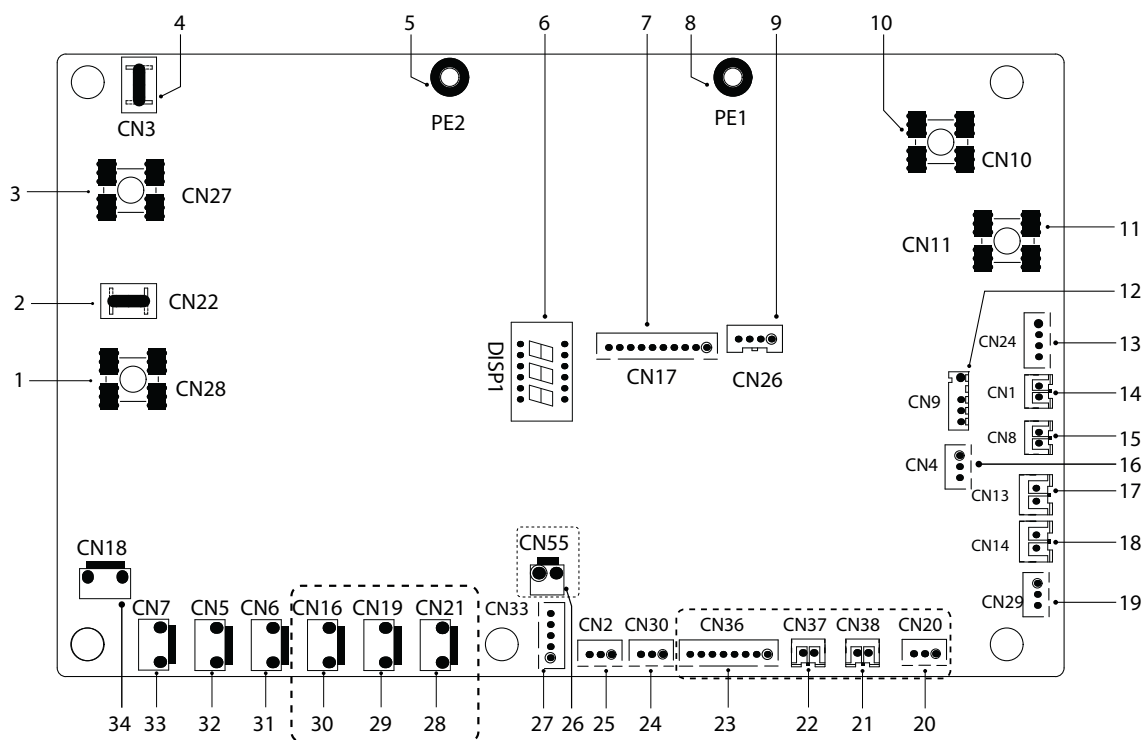 4 5 6 7 8 9 10
CN3 PE2 PE1
CN10
3 CN27
CN11 11
12
2 CN22
DISP1 CN17 CN26
CN24 13
1 CN28
CN9 CN1 14
CN8 15
CN4 16
CN13 17
CN18 CN55 CN14 18
CN7 CN5 CN6 CN16 CN19 CN21 CN33 CN2 CN30 CN36 CN37 CN38 CN20
CN29 19
34 33 32 31 30 29 28 27 26 25 24 23 22 21 20